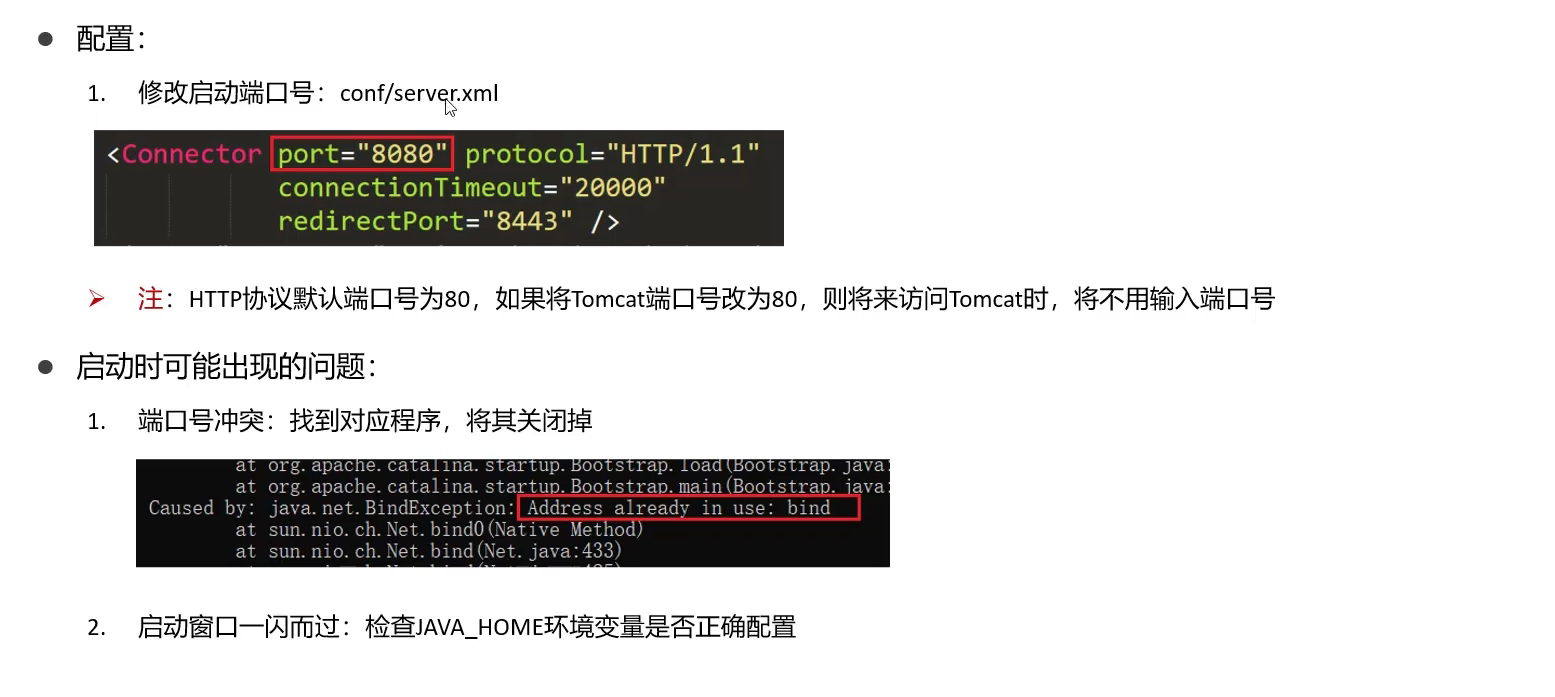 配置：
1. 修改启动端口号：conf/server.xml
<Connector port="8080" protocol="HTTP/1.1"
connectionTimeout="20000"
redirectPort="8443" />
注：HTTP协议默认端口号为80，如果将Tomcat端口号改为80，则将来访问Tomcat时，将不用输入端口号
启动时可能出现的问题：
1. 端口号冲突：找到对应程序，将其关闭掉
at org.apache.catalina.startup.Bootstrap.load(Bootstrap.java:
at org.apache.catalina.startup.Bootstrap.main(Bootstrap.java:
Caused by: java.net.BindException: Address already in use: bind
at sun.nio.ch.Net.bind0(Native Method)
at sun.nio.ch.Net.bind(Net.java:433)
2. 启动窗口一闪而过：检查JAVA_HOME环境变量是否正确配置